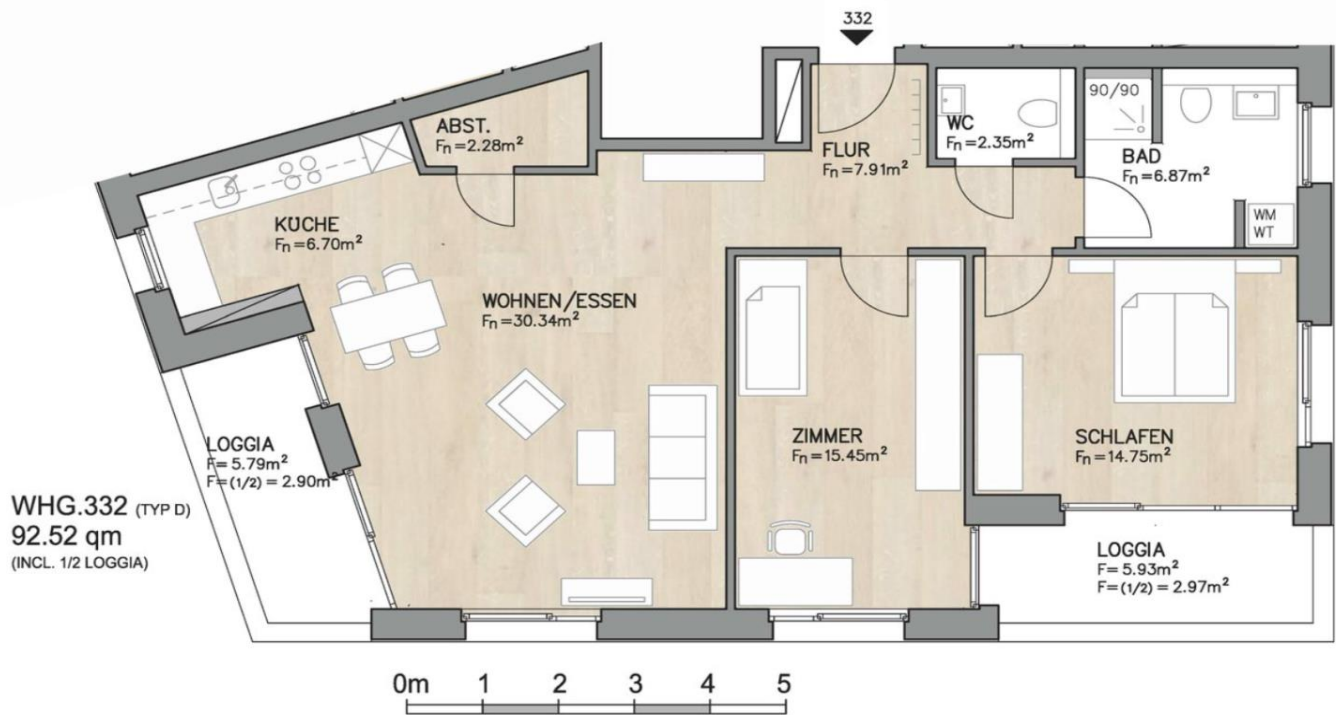 332
ABST.
Fn=2.28m²
90/90
WC
Fn=2.35m²
FLUR
Fn=7.91m²
BAD
Fn=6.87m²
WM
WT
KÜCHE
Fn=6.70m²
WOHNEN/ESSEN
Fn=30.34m²
ZIMMER
Fn=15.45m²
SCHLAFEN
Fn=14.75m²
LOGGIA
F=5.79m²
F=(1/2)=2.90m²
WHG.332 (TYP D)
92.52 qm
(INCL. 1/2 LOGGIA)
LOGGIA
F=5.93m²
F=(1/2)=2.97m²
0m 1 2 3 4 5